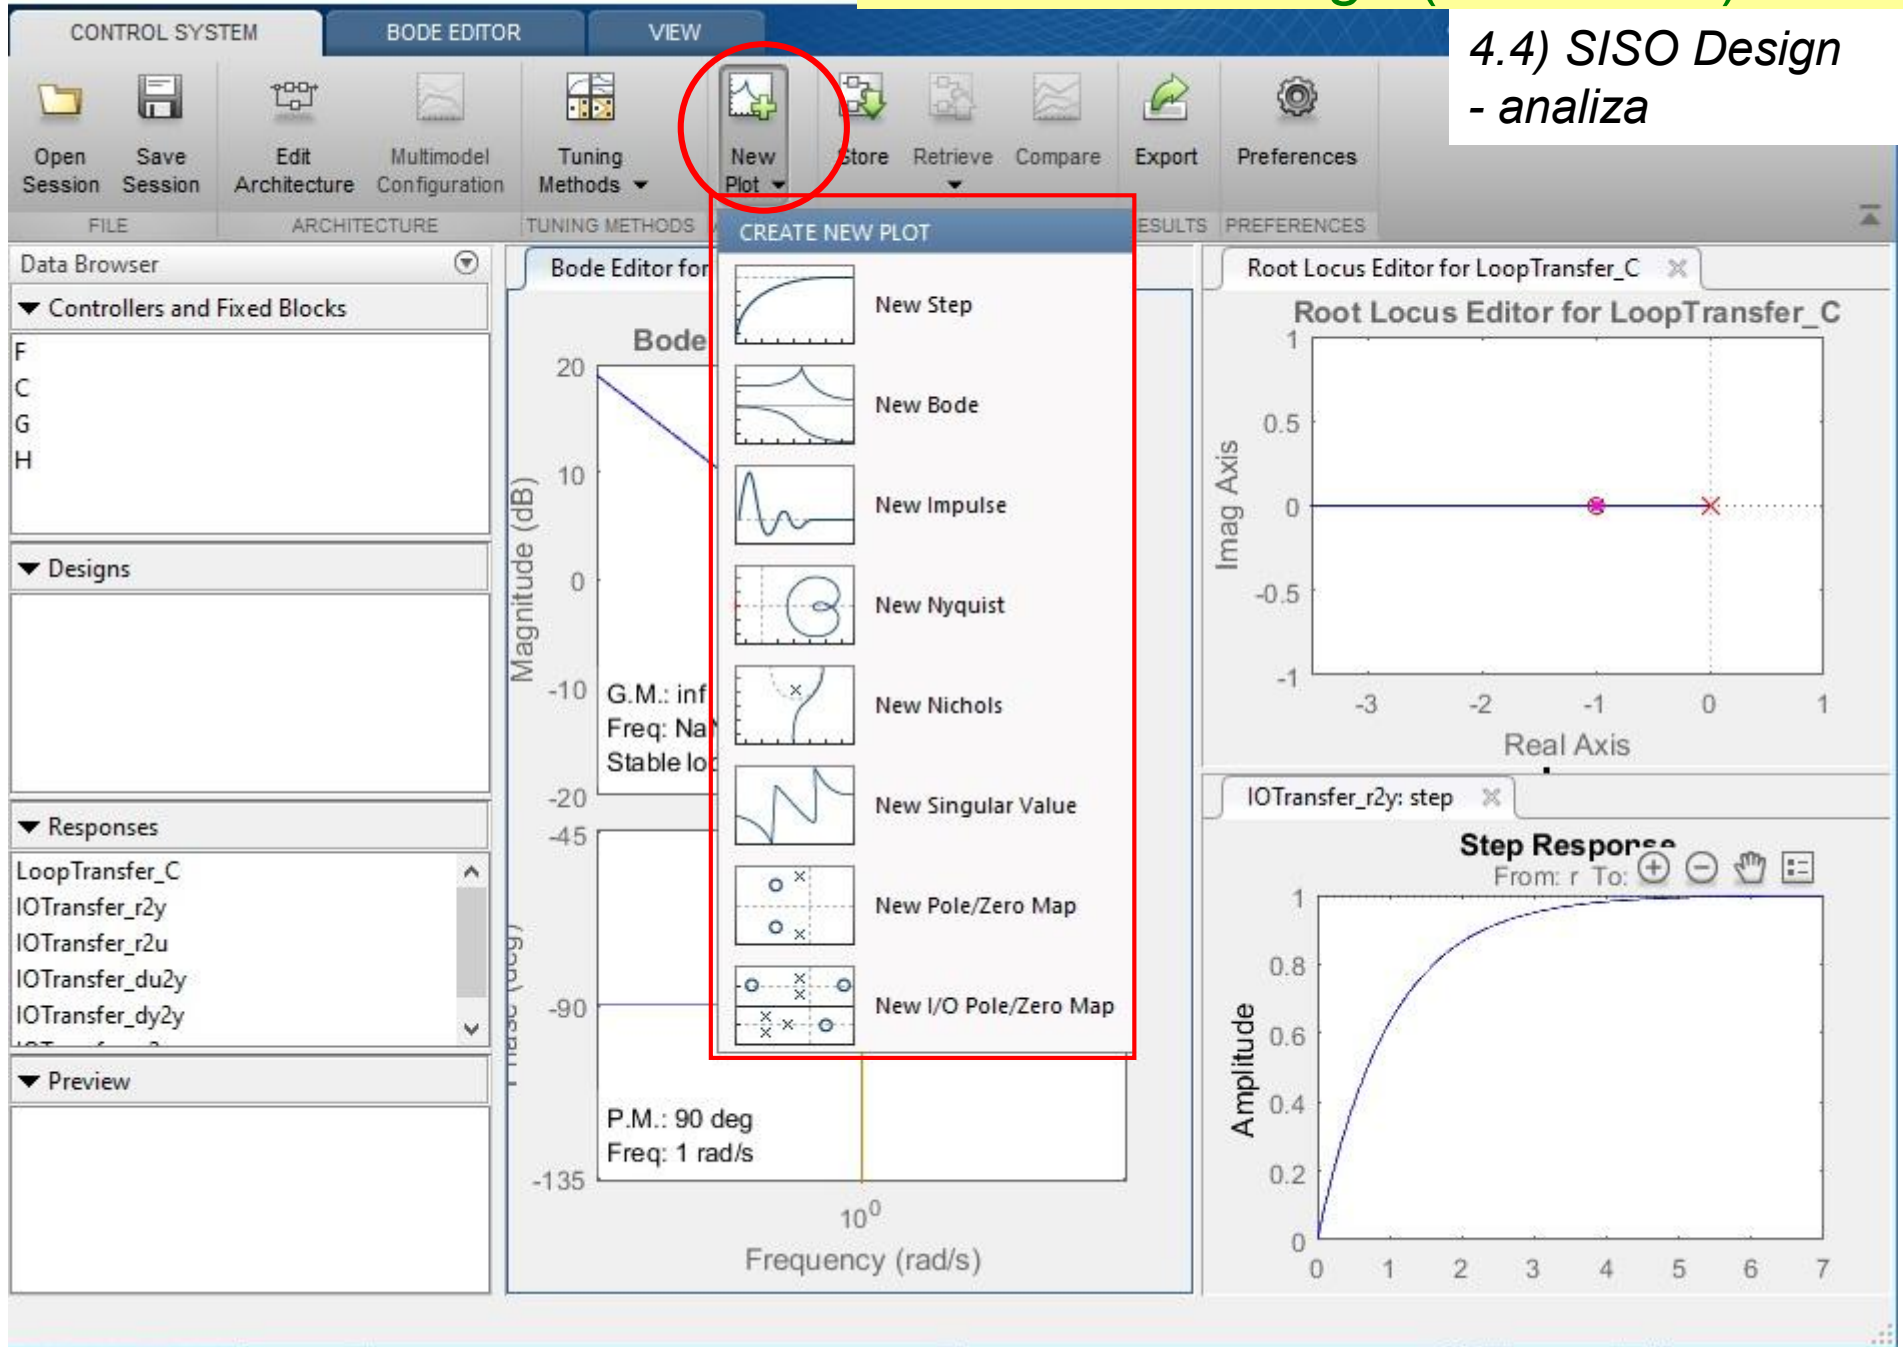 4.4) SISO Design
- analiza
CONTROL SYSTEM
BODE EDITOR
VIEW
Open Session
Save Session
Edit Architecture
Multimodel Configuration
Tuning Methods
New Plot
Store
Retrieve
Compare
Export
Preferences
FILE
ARCHITECTURE
TUNING METHODS
PREFERENCES
Data Browser
Controllers and Fixed Blocks
F
C
G
H
Designs
Responses
LoopTransfer_C
IOTransfer_r2y
IOTransfer_r2u
IOTransfer_du2y
IOTransfer_dy2y
Preview
Bode Editor for
Bode
20
10
0
-10
-20
Magnitude (dB)
G.M.: inf
Freq: NaN
Stable loo
-45
-90
-135
(deg)
P.M.: 90 deg
Freq: 1 rad/s
10^0
Frequency (rad/s)
CREATE NEW PLOT
New Step
New Bode
New Impulse
New Nyquist
New Nichols
New Singular Value
New Pole/Zero Map
New I/O Pole/Zero Map
Root Locus Editor for LoopTransfer_C
Root Locus Editor for LoopTransfer_C
1
0.5
0
-0.5
-1
Imag Axis
-3 -2 -1 0 1
Real Axis
IOTransfer_r2y: step
Step Response
From: r To:
1
0.8
0.6
0.4
0.2
0
Amplitude
0 1 2 3 4 5 6 7